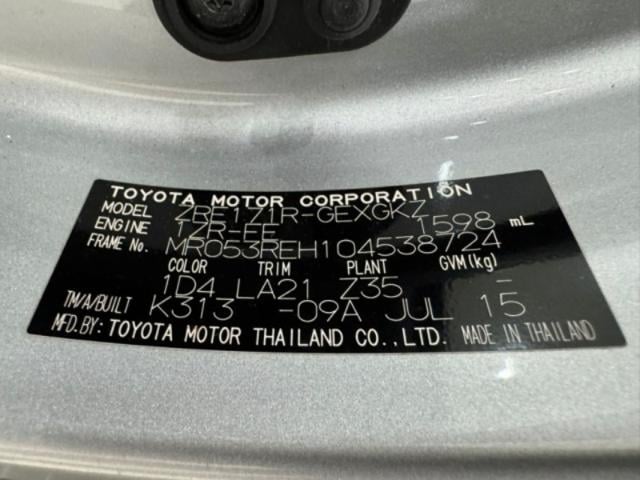 TOYOTA MOTOR CORPORATION
MODEL ZRE171R-GEXGKZ
ENGINE 1ZR-FE 1598 mL
FRAME No. MR053REH104538724
COLOR TRIM PLANT GVM(kg)
1D4 LA21 Z35 -
TM/A/BUILT K313 -09A JUL 15
MFD.BY: TOYOTA MOTOR THAILAND CO.,LTD. MADE IN THAILAND